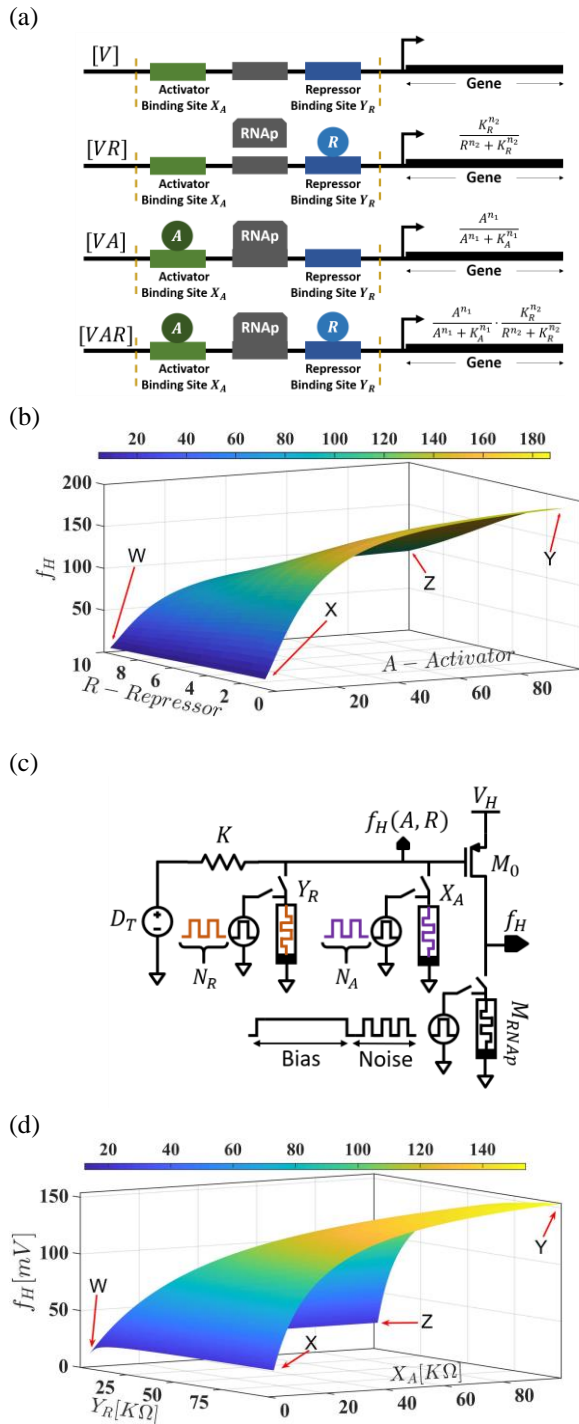 (a)
[V]
Activator
Binding Site X_A
Repressor
Binding Site Y_R
Gene
[VR]
RNAp
R
K_R^{n_2} / (R^{n_2} + K_R^{n_2})
Activator
Binding Site X_A
Repressor
Binding Site Y_R
Gene
[VA]
A
RNAp
A^{n_1} / (A^{n_1} + K_A^{n_1})
Activator
Binding Site X_A
Repressor
Binding Site Y_R
Gene
[VAR]
A
RNAp
R
A^{n_1} / (A^{n_1} + K_A^{n_1}) · K_R^{n_2} / (R^{n_2} + K_R^{n_2})
Activator
Binding Site X_A
Repressor
Binding Site Y_R
Gene
(b)
20 40 60 80 100 120 140 160 180
200
150
100
50
f_H
W
X
Y
Z
10 8 6 4 2 0
R − Repressor
20 40 60 80
A − Activator
(c)
V_H
f_H(A, R)
K
M_0
D_T
Y_R
X_A
f_H
N_R
N_A
M_{RNAp}
Bias
Noise
(d)
20 40 60 80 100 120 140
150
100
50
0
f_H[mV]
W
X
Y
Z
25 50 75
Y_R[KΩ]
0 20 40 60 80
X_A[KΩ]